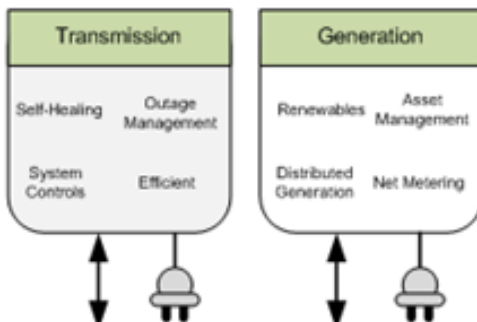 Transmission
Self-Healing
Outage
Management
System
Controls
Efficient
Generation
Renewables
Asset
Management
Distributed
Generation
Net Metering